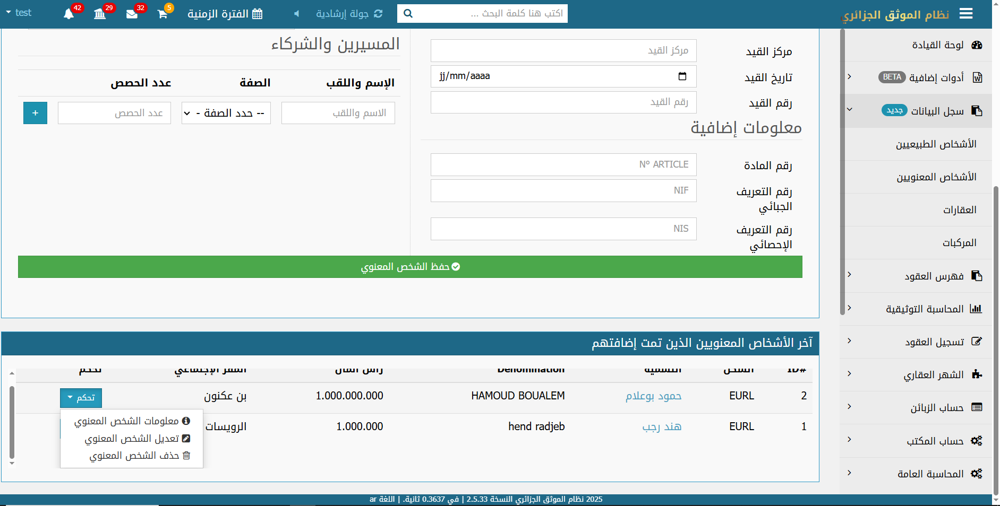 نظام الموثق الجزائري
اكتب هنا كلمة البحث ...
جولة إرشادية
الفترة الزمنية
5
32
29
42
test
لوحة القيادة
أدوات إضافية BETA
سجل البيانات جديد
الأشخاص الطبيعيين
الأشخاص المعنويين
العقارات
المركبات
فهرس العقود
المحاسبة التوثيقية
تسجيل العقود
الشهر العقاري
حساب الزبائن
حساب المكتب
المحاسبة العامة
مركز القيد
مركز القيد
تاريخ القيد
jj/mm/aaaa
رقم القيد
رقم القيد
معلومات إضافية
رقم المادة
N° ARTICLE
رقم التعريف
الجبائي
NIF
رقم التعريف
الإحصائي
NIS
المسيرين والشركاء
الإسم واللقب الصفة عدد الحصص
الاسم واللقب -- حدد الصفة - عدد الحصص +
حفظ الشخص المعنوي
آخر الأشخاص المعنويين الذين تمت إضافتهم
ID# الشكل التسمية Denomination رأس المال المقر الإجتماعي تحكم
2 EURL حمود بوعلام HAMOUD BOUALEM 1.000.000.000 بن عكنون تحكم
1 EURL هند رجب hend radjeb 1.000.000 الرويسات
معلومات الشخص المعنوي
تعديل الشخص المعنوي
حذف الشخص المعنوي
2025 نظام الموثق الجزائري النسخة 2.5.33 | في 0.3637 ثانية. | اللغة ar